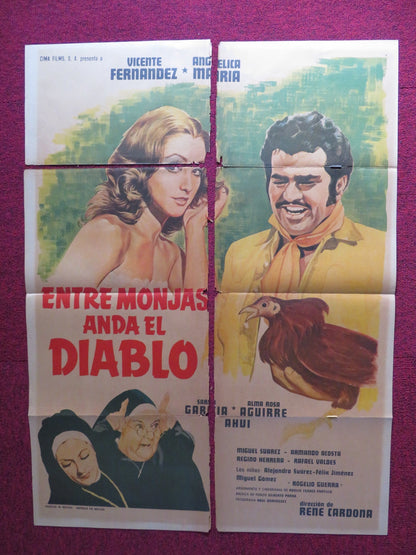 CIMA FILMS, S. A. presenta a
VICENTE FERNANDEZ * ANGELICA MARIA
ENTRE MONJAS
ANDA EL
DIABLO
SARA GARCIA * ALMA ROSA AGUIRRE
AHUI
MIGUEL SUAREZ - ARMANDO ACOSTA
REGINO HERRERA - RAFAEL VALDES
Los niños: Alejandra Suárez - Félix Jiménez
Miguel Gómez
ROGELIO GUERRA
dirección de
RENE CARDONA